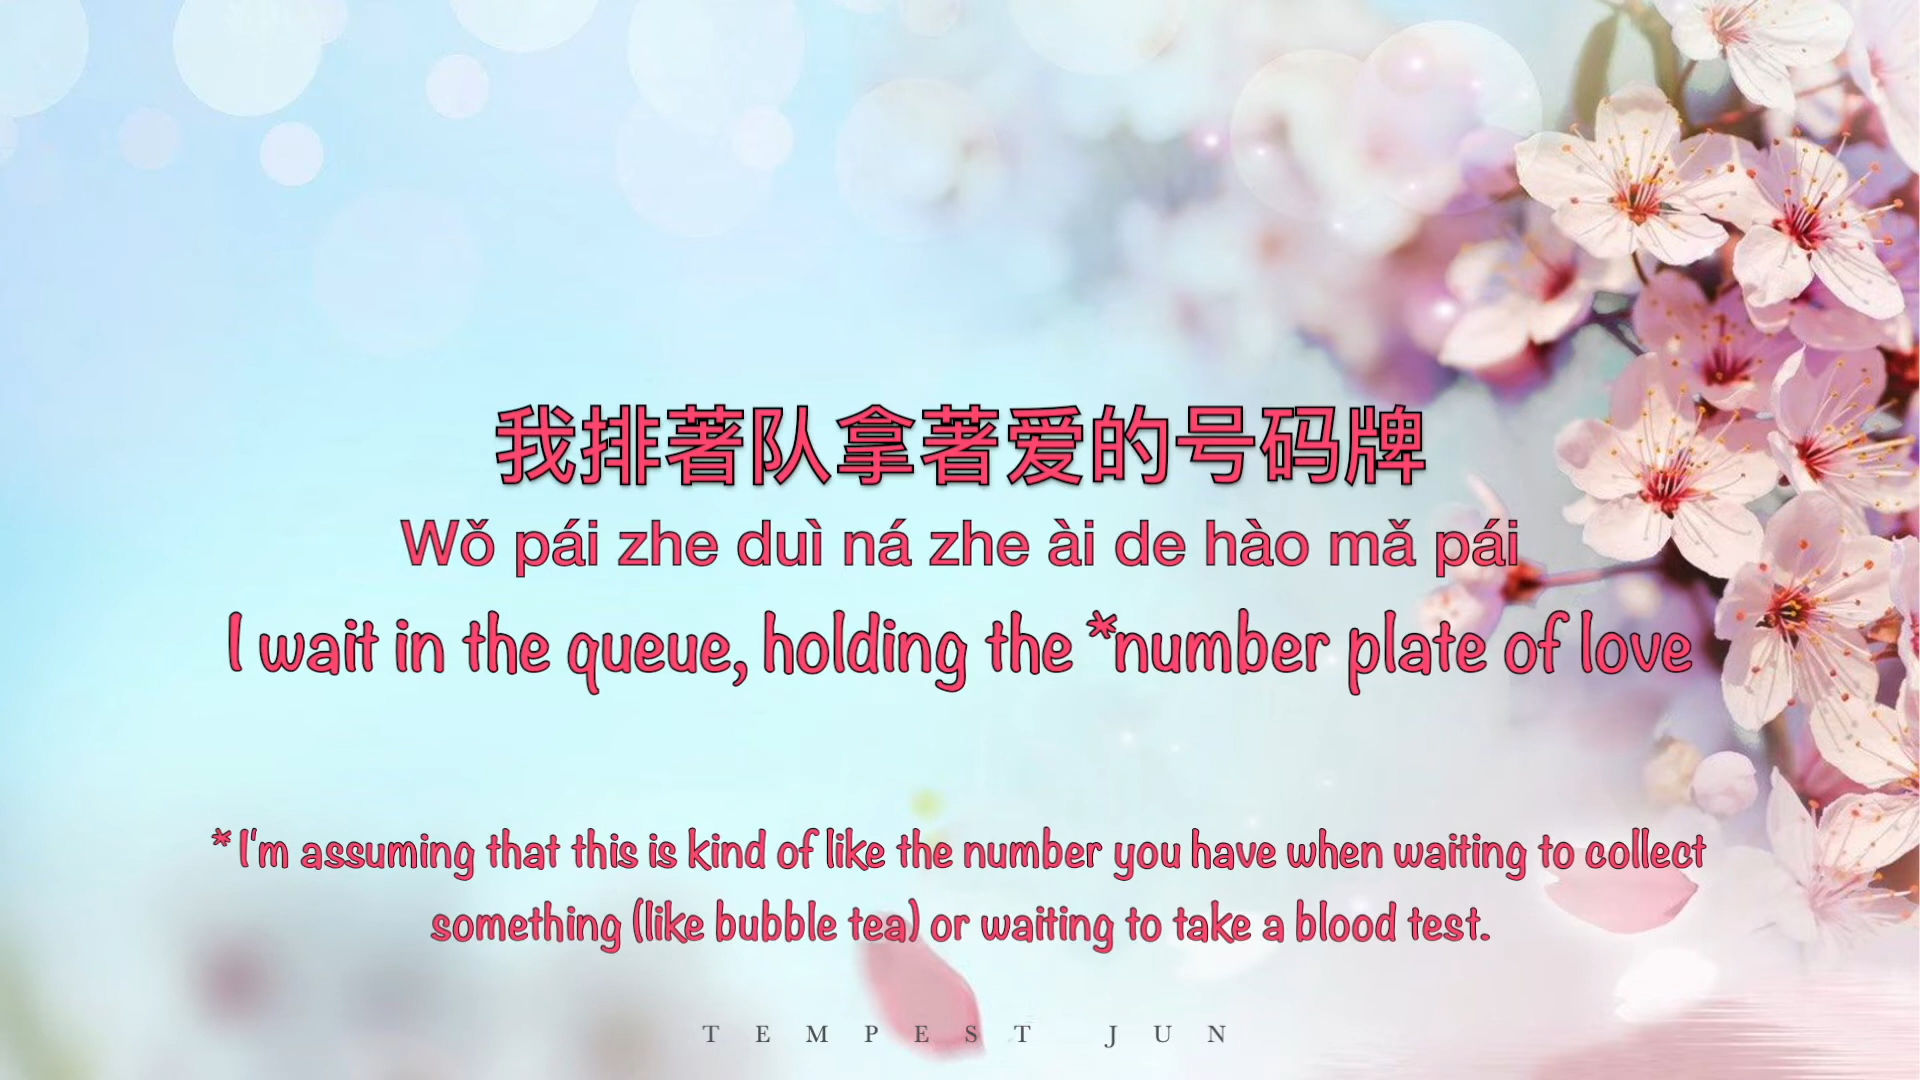 我排著队拿著爱的号码牌
Wǒ pái zhe duì ná zhe ài de hào mǎ pái
I wait in the queue, holding the *number plate of love
* I'm assuming that this is kind of like the number you have when waiting to collect
something (like bubble tea) or waiting to take a blood test.
TEMPEST JUN